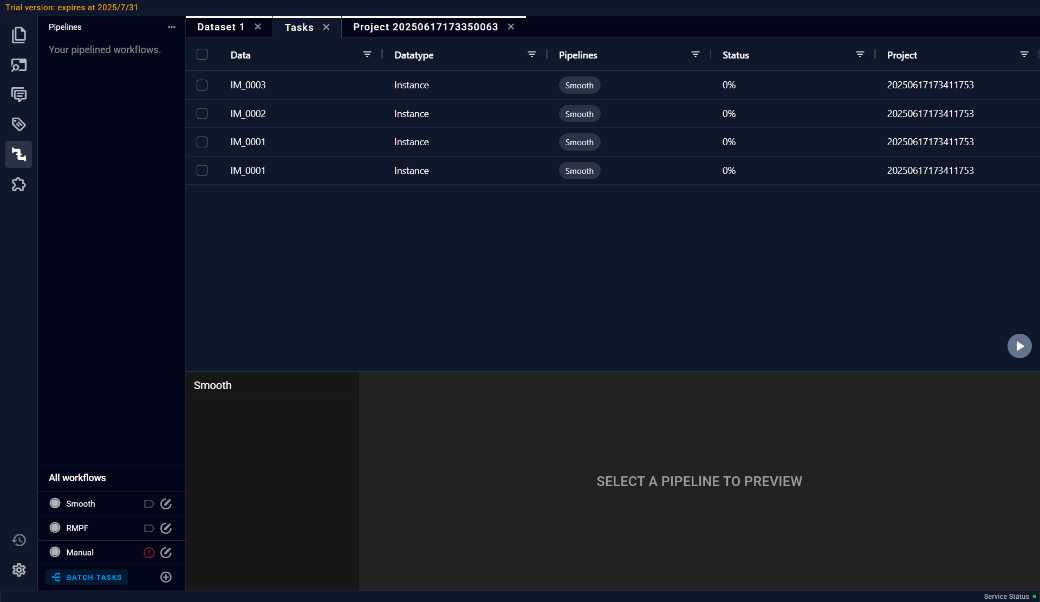 Trial version: expires at 2025/7/31
Pipelines
Your pipelined workflows.
Dataset 1
Tasks
Project 20250617173350063
Data Datatype Pipelines Status Project
IM_0003 Instance Smooth 0% 20250617173411753
IM_0002 Instance Smooth 0% 20250617173411753
IM_0001 Instance Smooth 0% 20250617173411753
IM_0001 Instance Smooth 0% 20250617173411753
Smooth
SELECT A PIPELINE TO PREVIEW
All workflows
Smooth
RMPF
Manual
BATCH TASKS
Service Status